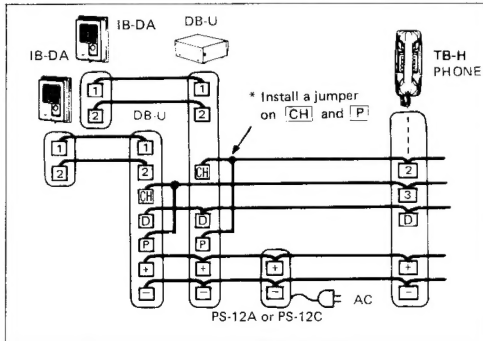 IB-DA
DB-U
IB-DA
TB-H
PHONE
* Install a jumper
on CH and P
DB-U
1
1
2
2
1
1
2
2
CH
2
CH
3
D
D
D
P
P
+
+
+
+
−
−
−
−
AC
PS-12A or PS-12C